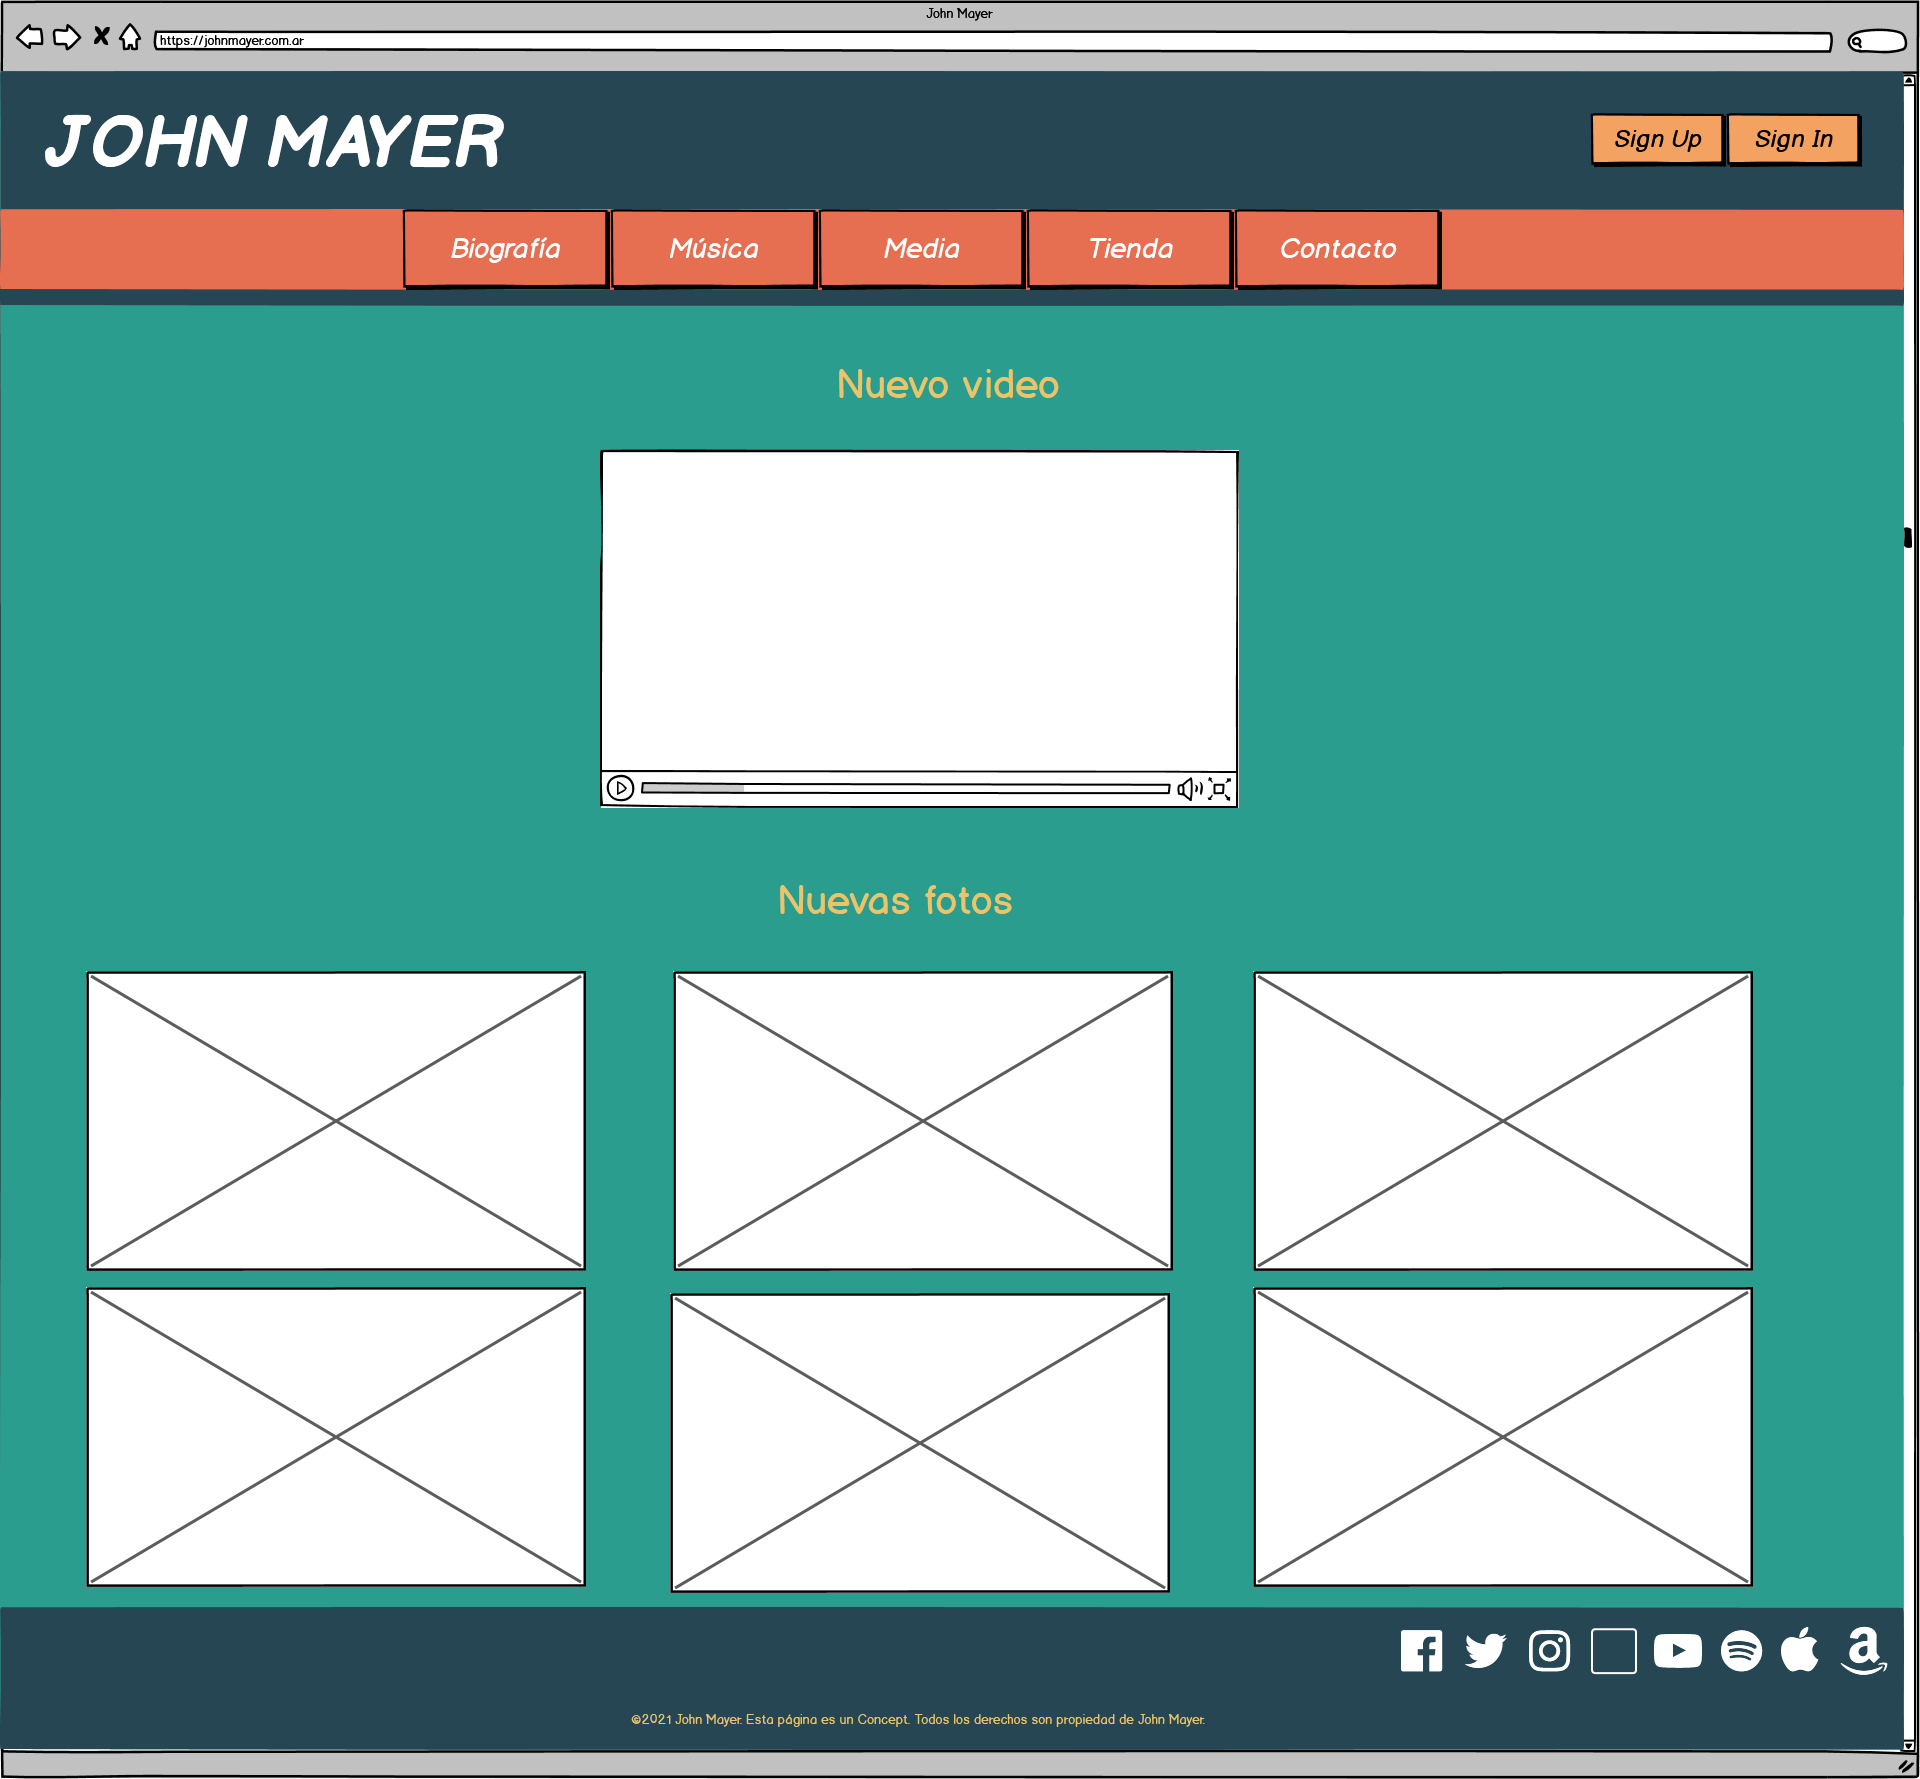 John Mayer
https://johnmayer.com.ar
JOHN MAYER
Sign Up
Sign In
Biografía
Música
Media
Tienda
Contacto
Nuevo video
Nuevas fotos
©2021 John Mayer. Esta página es un Concept. Todos los derechos son propiedad de John Mayer.